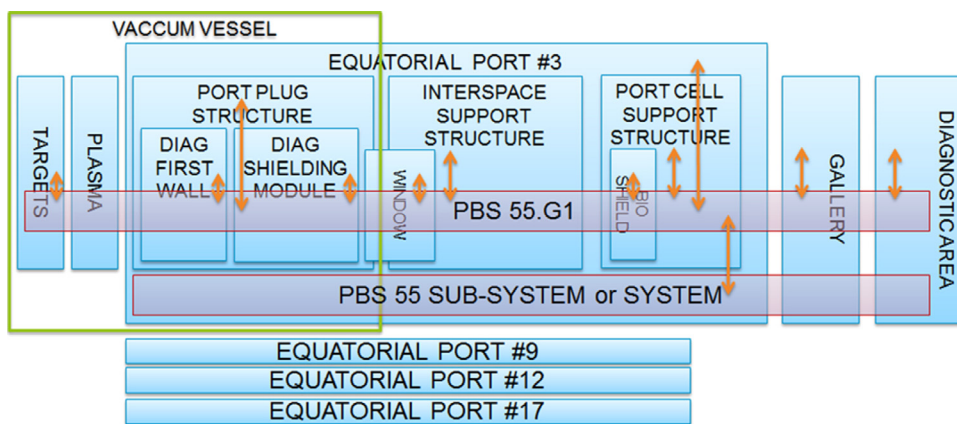 VACCUM VESSEL
EQUATORIAL PORT #3
TARGETS
PLASMA
PORT PLUG
STRUCTURE
DIAG
FIRST
WALL
DIAG
SHIELDING
MODULE
WINDOW
INTERSPACE
SUPPORT
STRUCTURE
PORT CELL
SUPPORT
STRUCTURE
BIO
SHIELD
GALLERY
DIAGNOSTIC AREA
PBS 55.G1
PBS 55 SUB-SYSTEM or SYSTEM
EQUATORIAL PORT #9
EQUATORIAL PORT #12
EQUATORIAL PORT #17